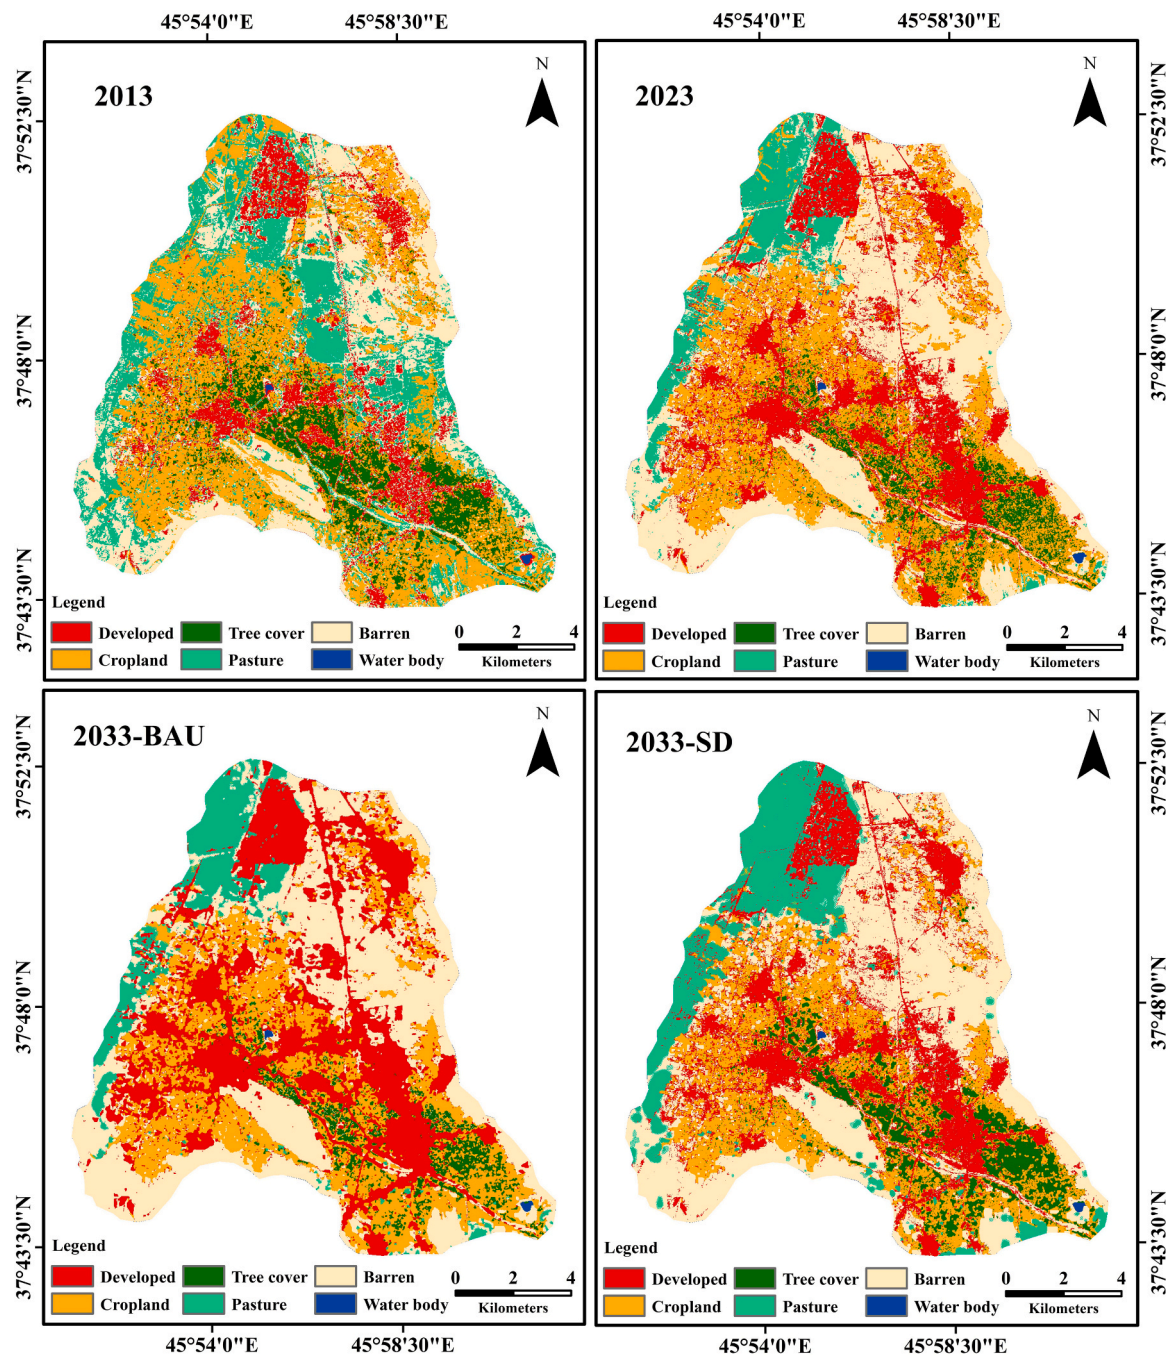 45°54'0"E 45°58'30"E 45°54'0"E 45°58'30"E
37°52'30"N
37°48'0"N
37°43'30"N
2013
N
Legend
Developed Tree cover Barren 0 2 4
Cropland Pasture Water body Kilometers
2023
N
37°52'30"N
37°48'0"N
37°43'30"N
Legend
Developed Tree cover Barren 0 2 4
Cropland Pasture Water body Kilometers
37°52'30"N
37°48'0"N
37°43'30"N
2033-BAU
N
Legend
Developed Tree cover Barren 0 2 4
Cropland Pasture Water body Kilometers
2033-SD
N
37°52'30"N
37°48'0"N
37°43'30"N
Legend
Developed Tree cover Barren 0 2 4
Cropland Pasture Water body Kilometers
45°54'0"E 45°58'30"E 45°54'0"E 45°58'30"E